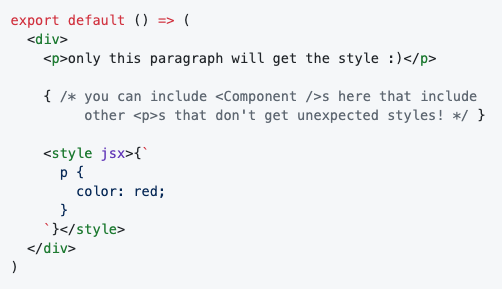 export default () => (
  <div>
    <p>only this paragraph will get the style :)</p>

    { /* you can include <Component />s here that include
         other <p>s that don't get unexpected styles! */ }

    <style jsx>{`
      p {
        color: red;
      }
    `}</style>
  </div>
)